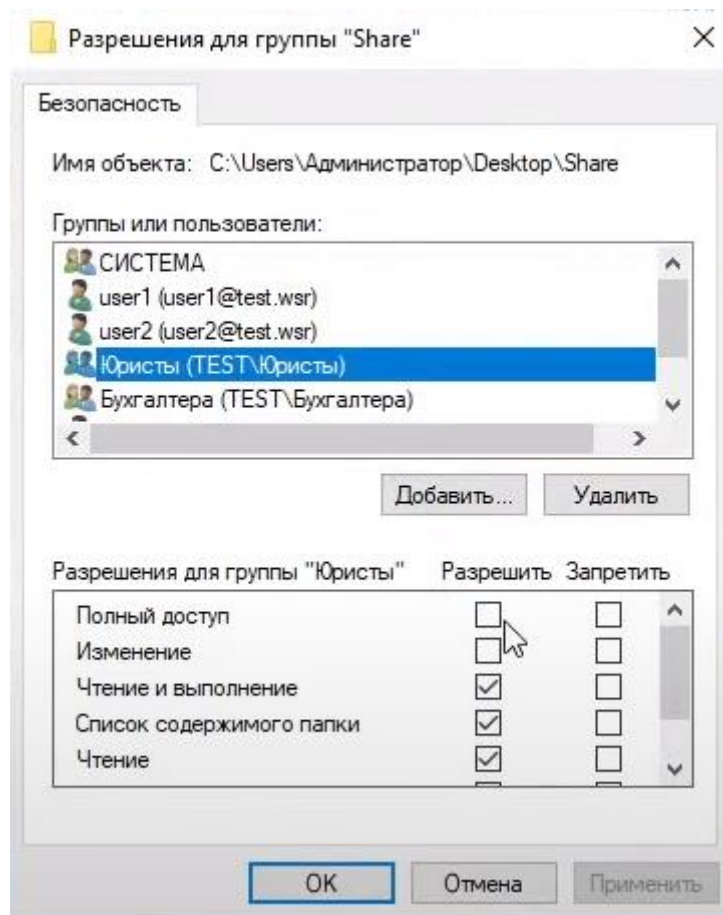 Разрешения для группы "Share"
Безопасность
Имя объекта: C:\Users\Администратор\Desktop\Share
Группы или пользователи:
СИСТЕМА
user1 (user1@test.wsr)
user2 (user2@test.wsr)
Юристы (TEST\Юристы)
Бухгалтера (TEST\Бухгалтера)
Добавить... Удалить
Разрешения для группы "Юристы" Разрешить Запретить
Полный доступ
Изменение
Чтение и выполнение
Список содержимого папки
Чтение
ОК Отмена Применить